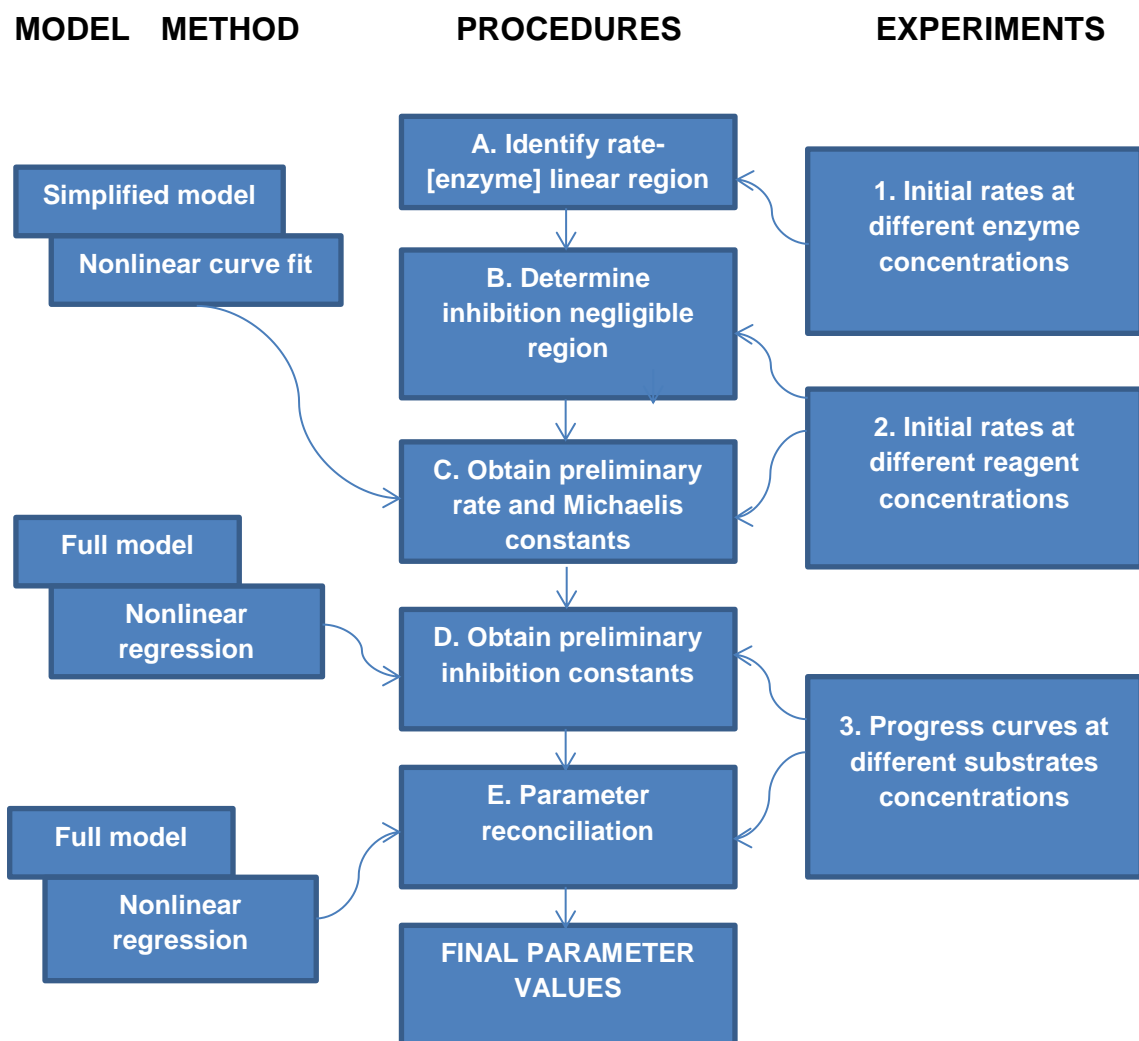 MODEL METHOD PROCEDURES EXPERIMENTS
Simplified model
Nonlinear curve fit
Full model
Nonlinear
regression
Full model
Nonlinear
regression
A. Identify rate-
[enzyme] linear region
B. Determine
inhibition negligible
region
C. Obtain preliminary
rate and Michaelis
constants
D. Obtain preliminary
inhibition constants
E. Parameter
reconciliation
FINAL PARAMETER
VALUES
1. Initial rates at
different enzyme
concentrations
2. Initial rates at
different reagent
concentrations
3. Progress curves at
different substrates
concentrations